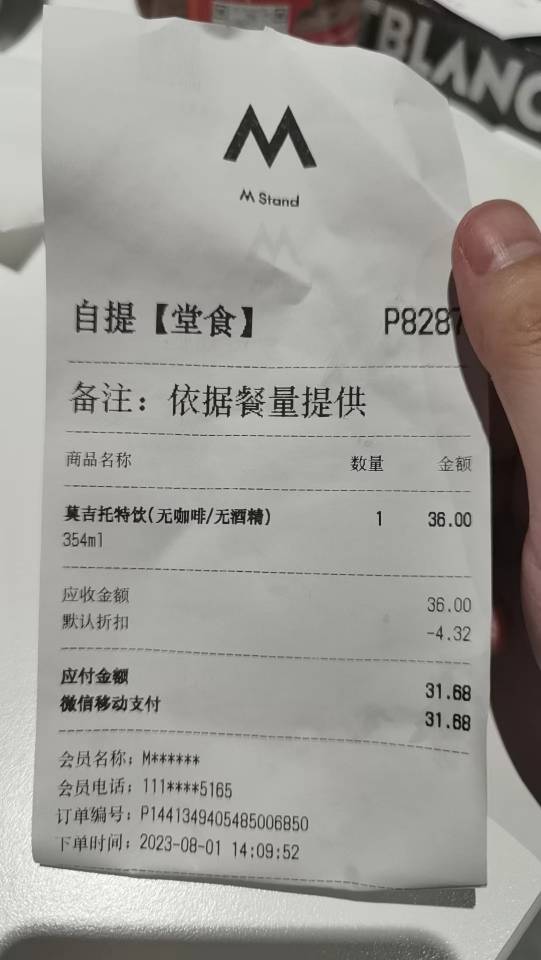 TBLANC
M Stand
自提【堂食】 P8287
备注：依据餐量提供
商品名称 数量 金额
莫吉托特饮(无咖啡/无酒精) 1 36.00
354ml
应收金额 36.00
默认折扣 -4.32
应付金额 31.68
微信移动支付 31.68
会员名称：M******
会员电话：111****5165
订单编号：P1441349405485006850
下单时间：2023-08-01 14:09:52